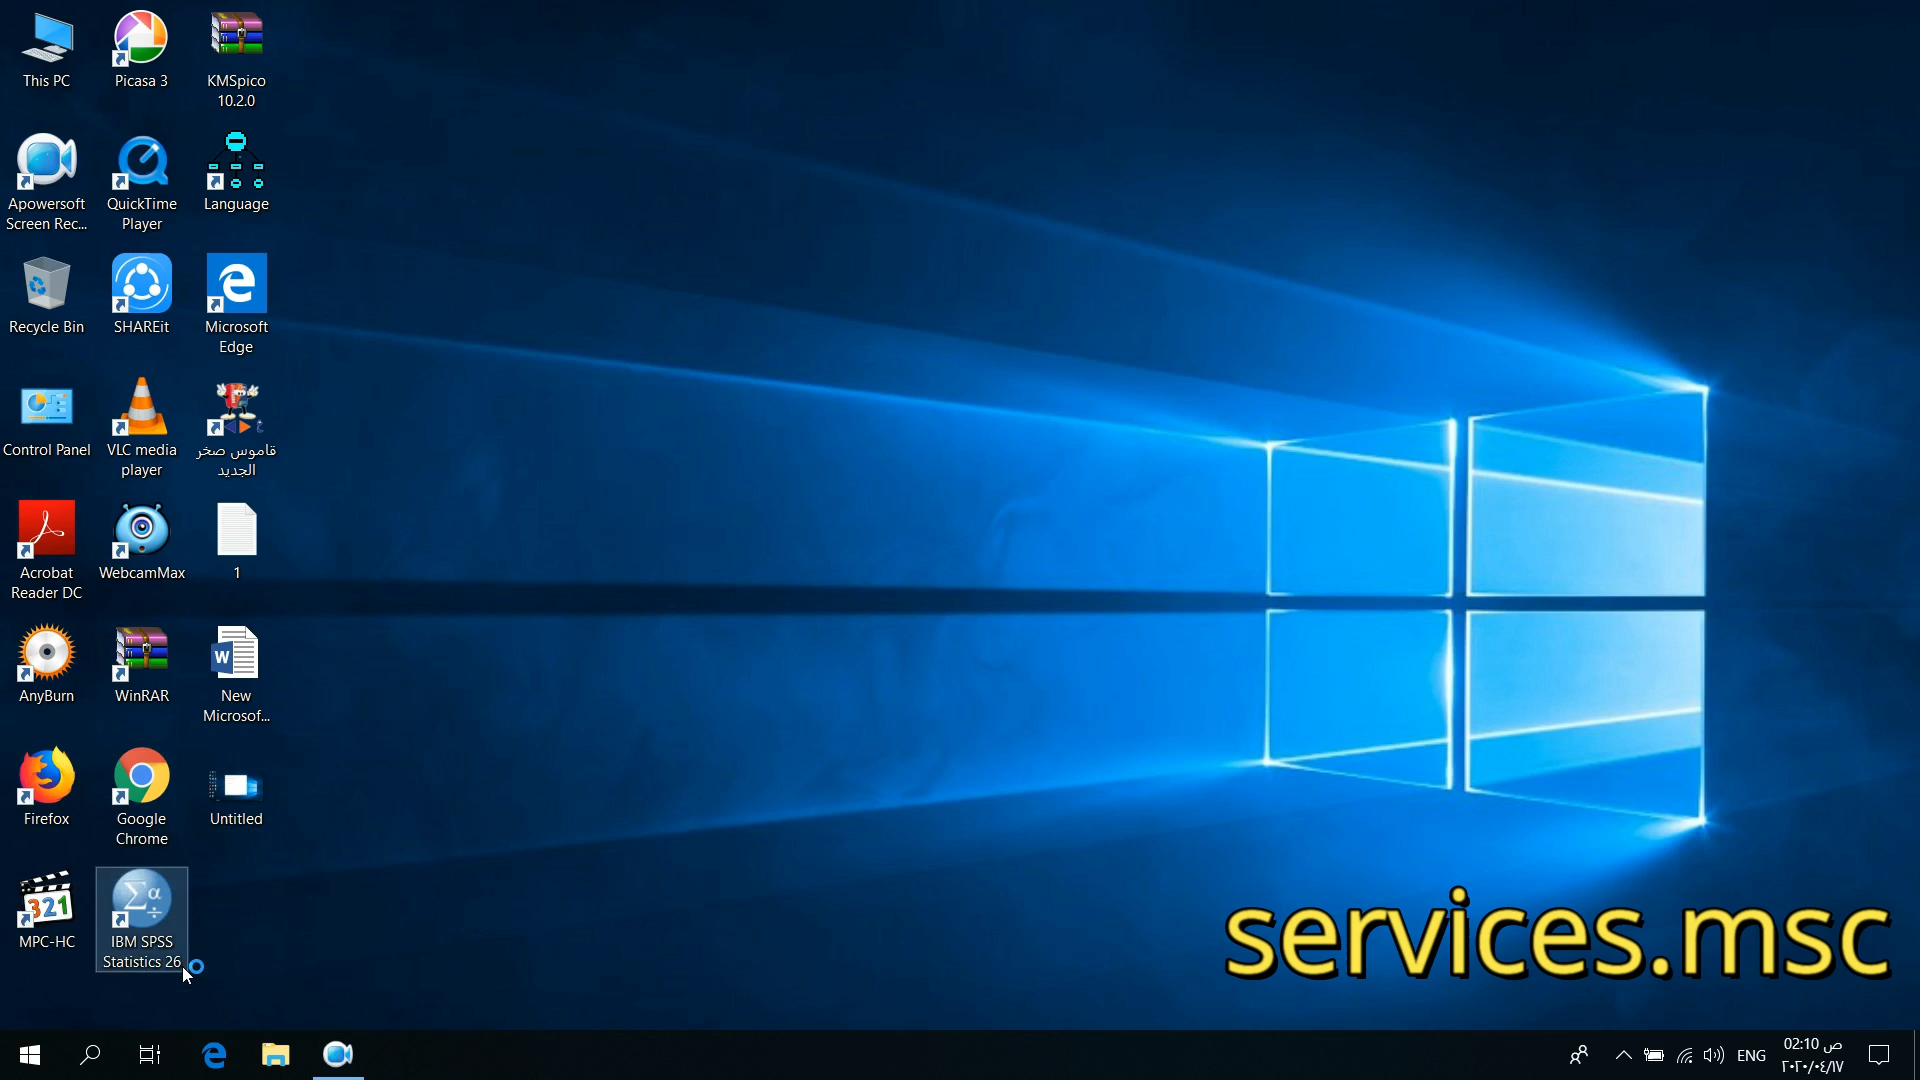 This PC
Picasa 3
KMSpico
10.2.0
Apowersoft
Screen Rec...
QuickTime
Player
Language
Recycle Bin
SHAREit
Microsoft
Edge
Control Panel
VLC media
player
قاموس صخر
الجديد
Acrobat
Reader DC
WebcamMax
1
AnyBurn
WinRAR
New
Microsof...
Firefox
Google
Chrome
Untitled
321
MPC-HC
Σα÷
IBM SPSS
Statistics 26
services.msc
ENG
02:10 ص
٢٠٢٠/٠٤/١٧